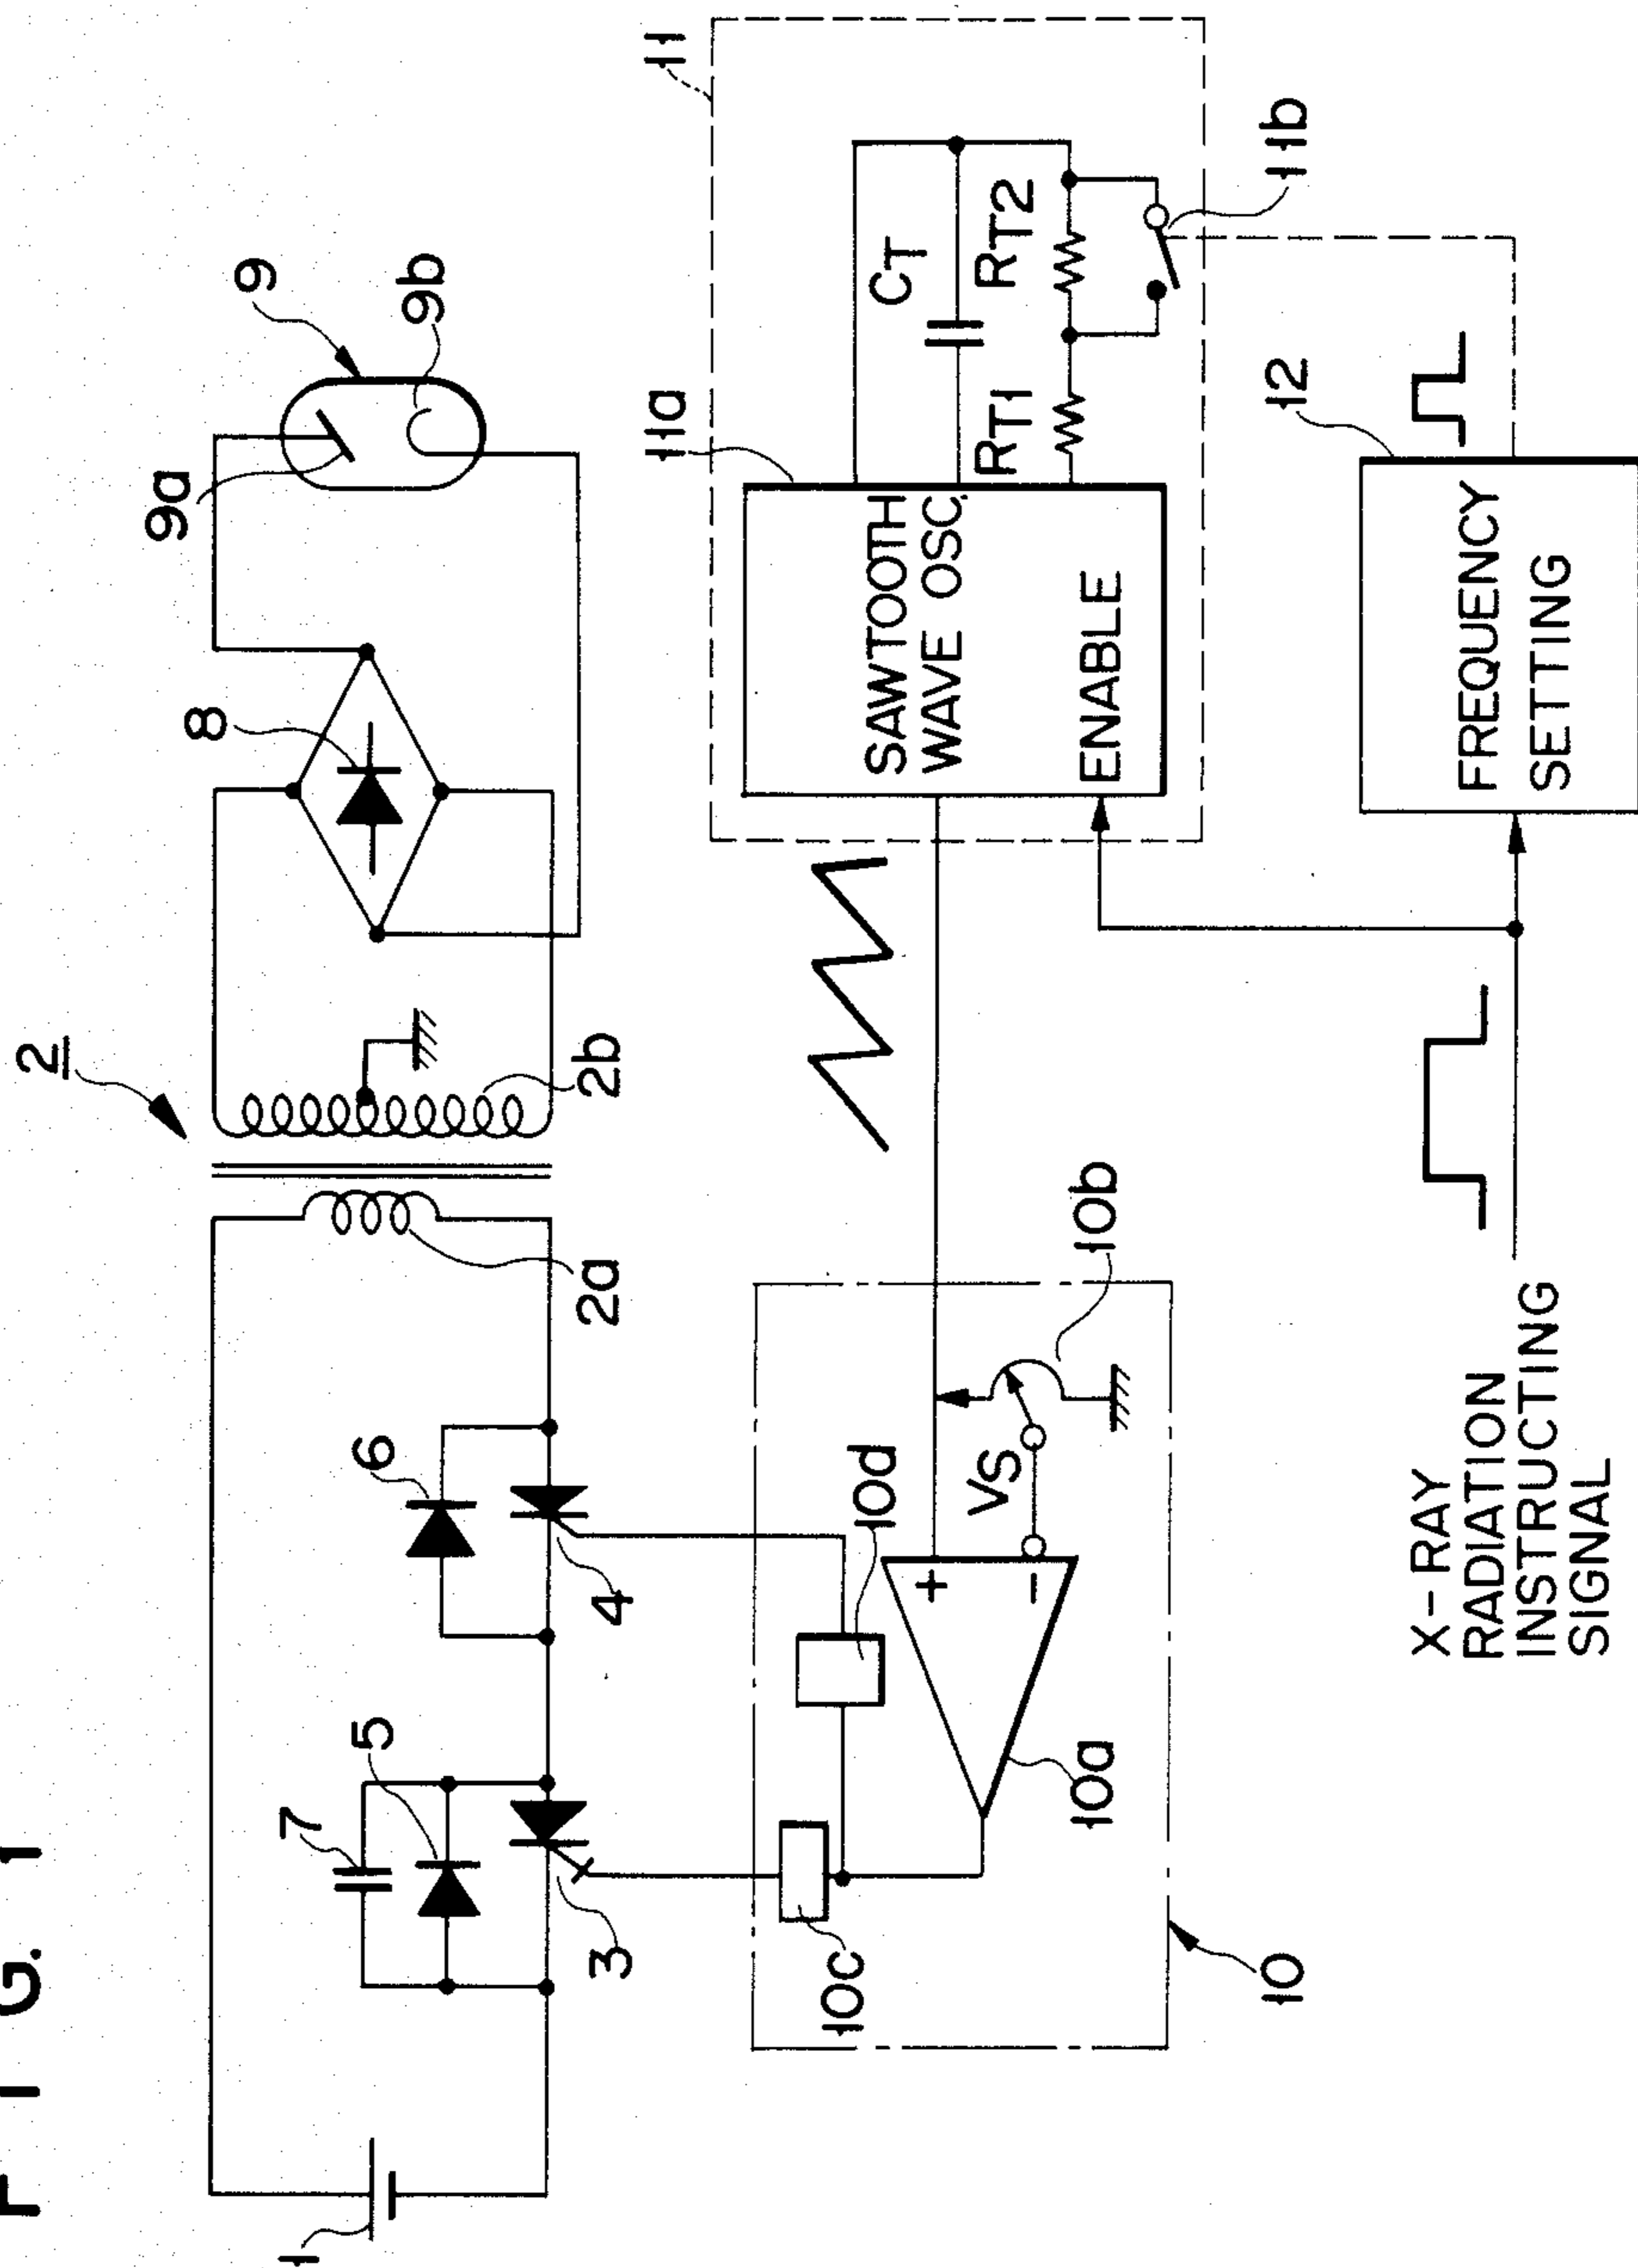 FIG. 1
2
1
7
5
6
8
9
9a
9b
3
4
2a
2b
11
11a
10d
10c
VS
10b
10a
10
SAWTOOTH
WAVE OSC.
ENABLE
CT
RT1
RT2
11b
12
FREQUENCY
SETTING
X-RAY
RADIATION
INSTRUCTING
SIGNAL